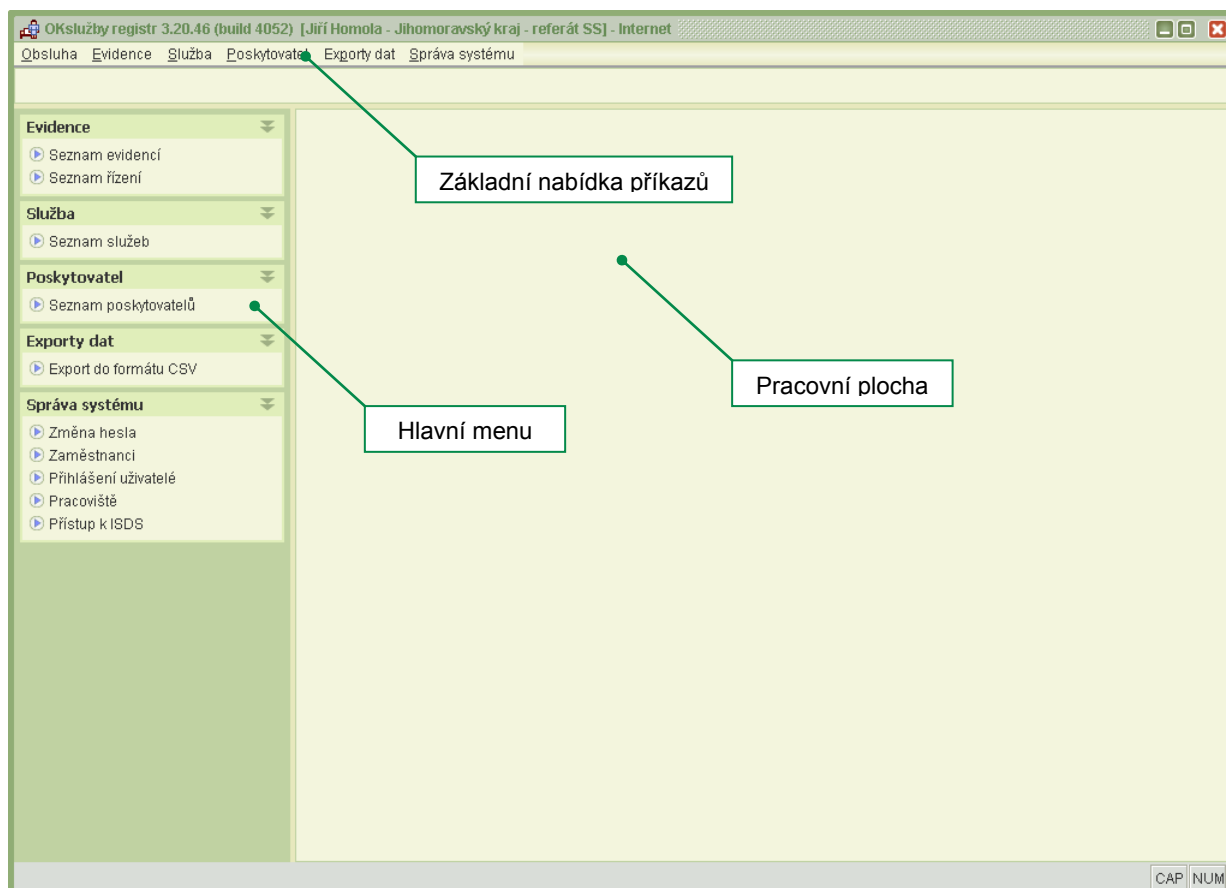 OKslužby registr 3.20.46 (build 4052) [Jiří Homola - Jihomoravský kraj - referát SS] - Internet
Obsluha Evidence Služba Poskytovatel Exporty dat Správa systému
Evidence
Seznam evidencí
Seznam řízení
Služba
Seznam služeb
Poskytovatel
Seznam poskytovatelů
Exporty dat
Export do formátu CSV
Správa systému
Změna hesla
Zaměstnanci
Přihlášení uživatelé
Pracoviště
Přístup k ISDS
Základní nabídka příkazů
Pracovní plocha
Hlavní menu
CAP NUM